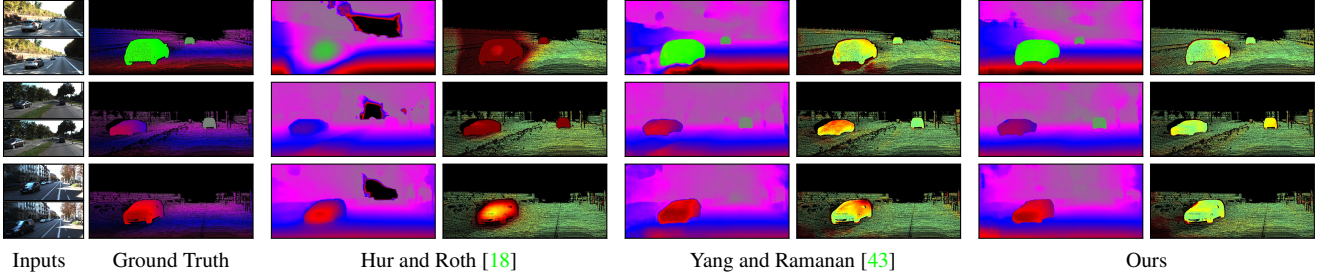 Inputs Ground Truth Hur and Roth [18] Yang and Ramanan [43] Ours